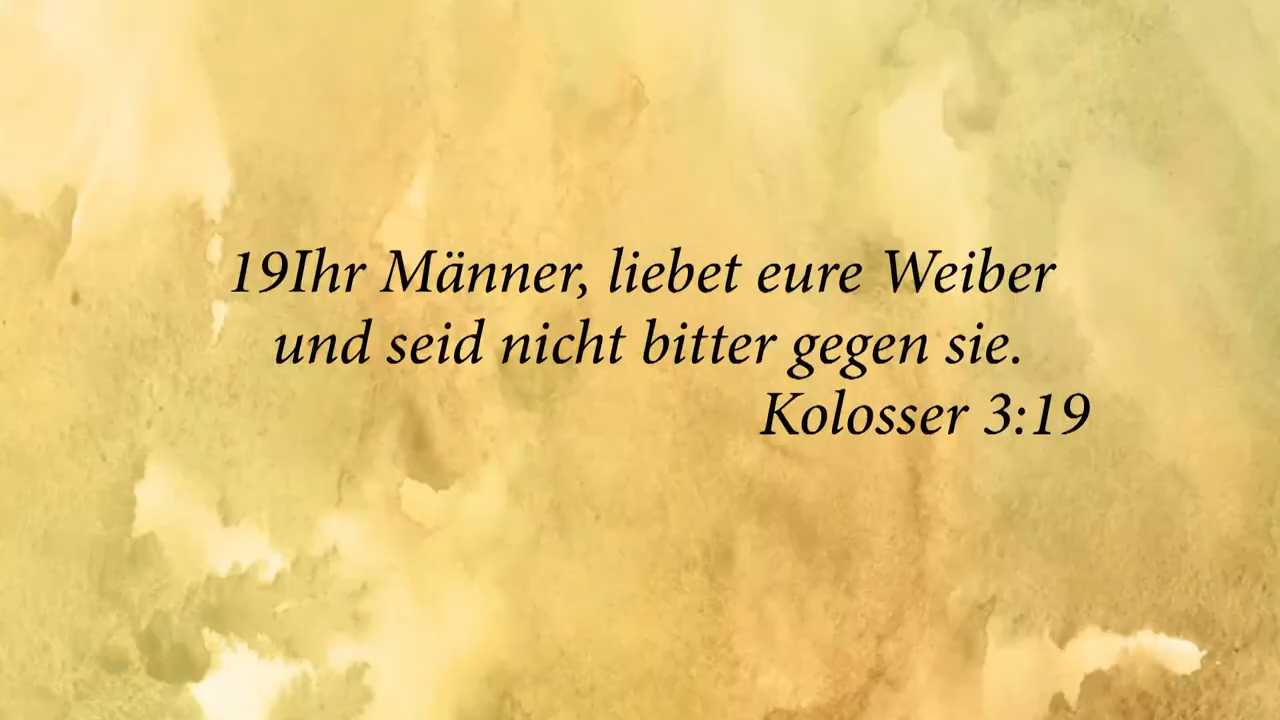 19Ihr Männer, liebet eure Weiber
und seid nicht bitter gegen sie.
Kolosser 3:19